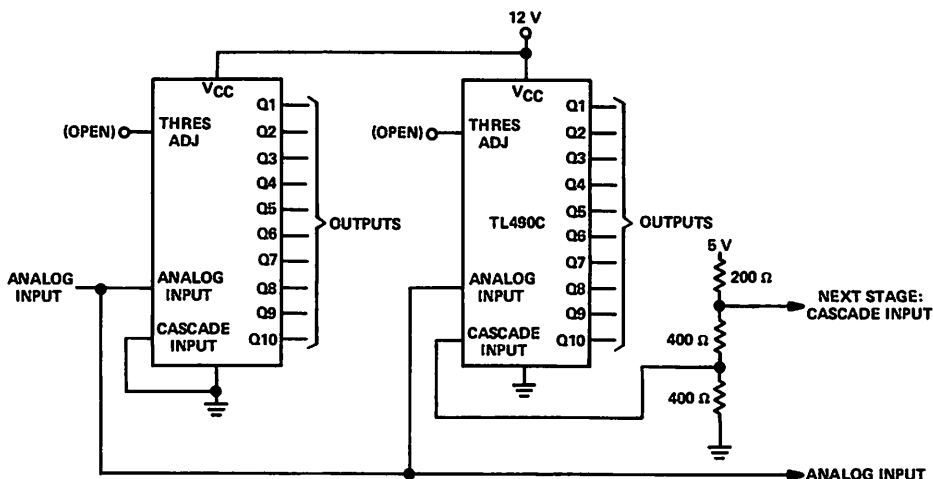 12 V
VCC
Q1
THRES
ADJ
(OPEN)
Q2
Q3
Q4
Q5
OUTPUTS
Q6
Q7
ANALOG
INPUT
ANALOG
INPUT
Q8
Q9
CASCADE
INPUT
Q10
VCC
Q1
THRES
ADJ
(OPEN)
Q2
Q3
Q4
TL490C
Q5
OUTPUTS
Q6
Q7
ANALOG
INPUT
Q8
Q9
CASCADE
INPUT
Q10
5 V
200 Ω
NEXT STAGE:
CASCADE INPUT
400 Ω
400 Ω
ANALOG INPUT